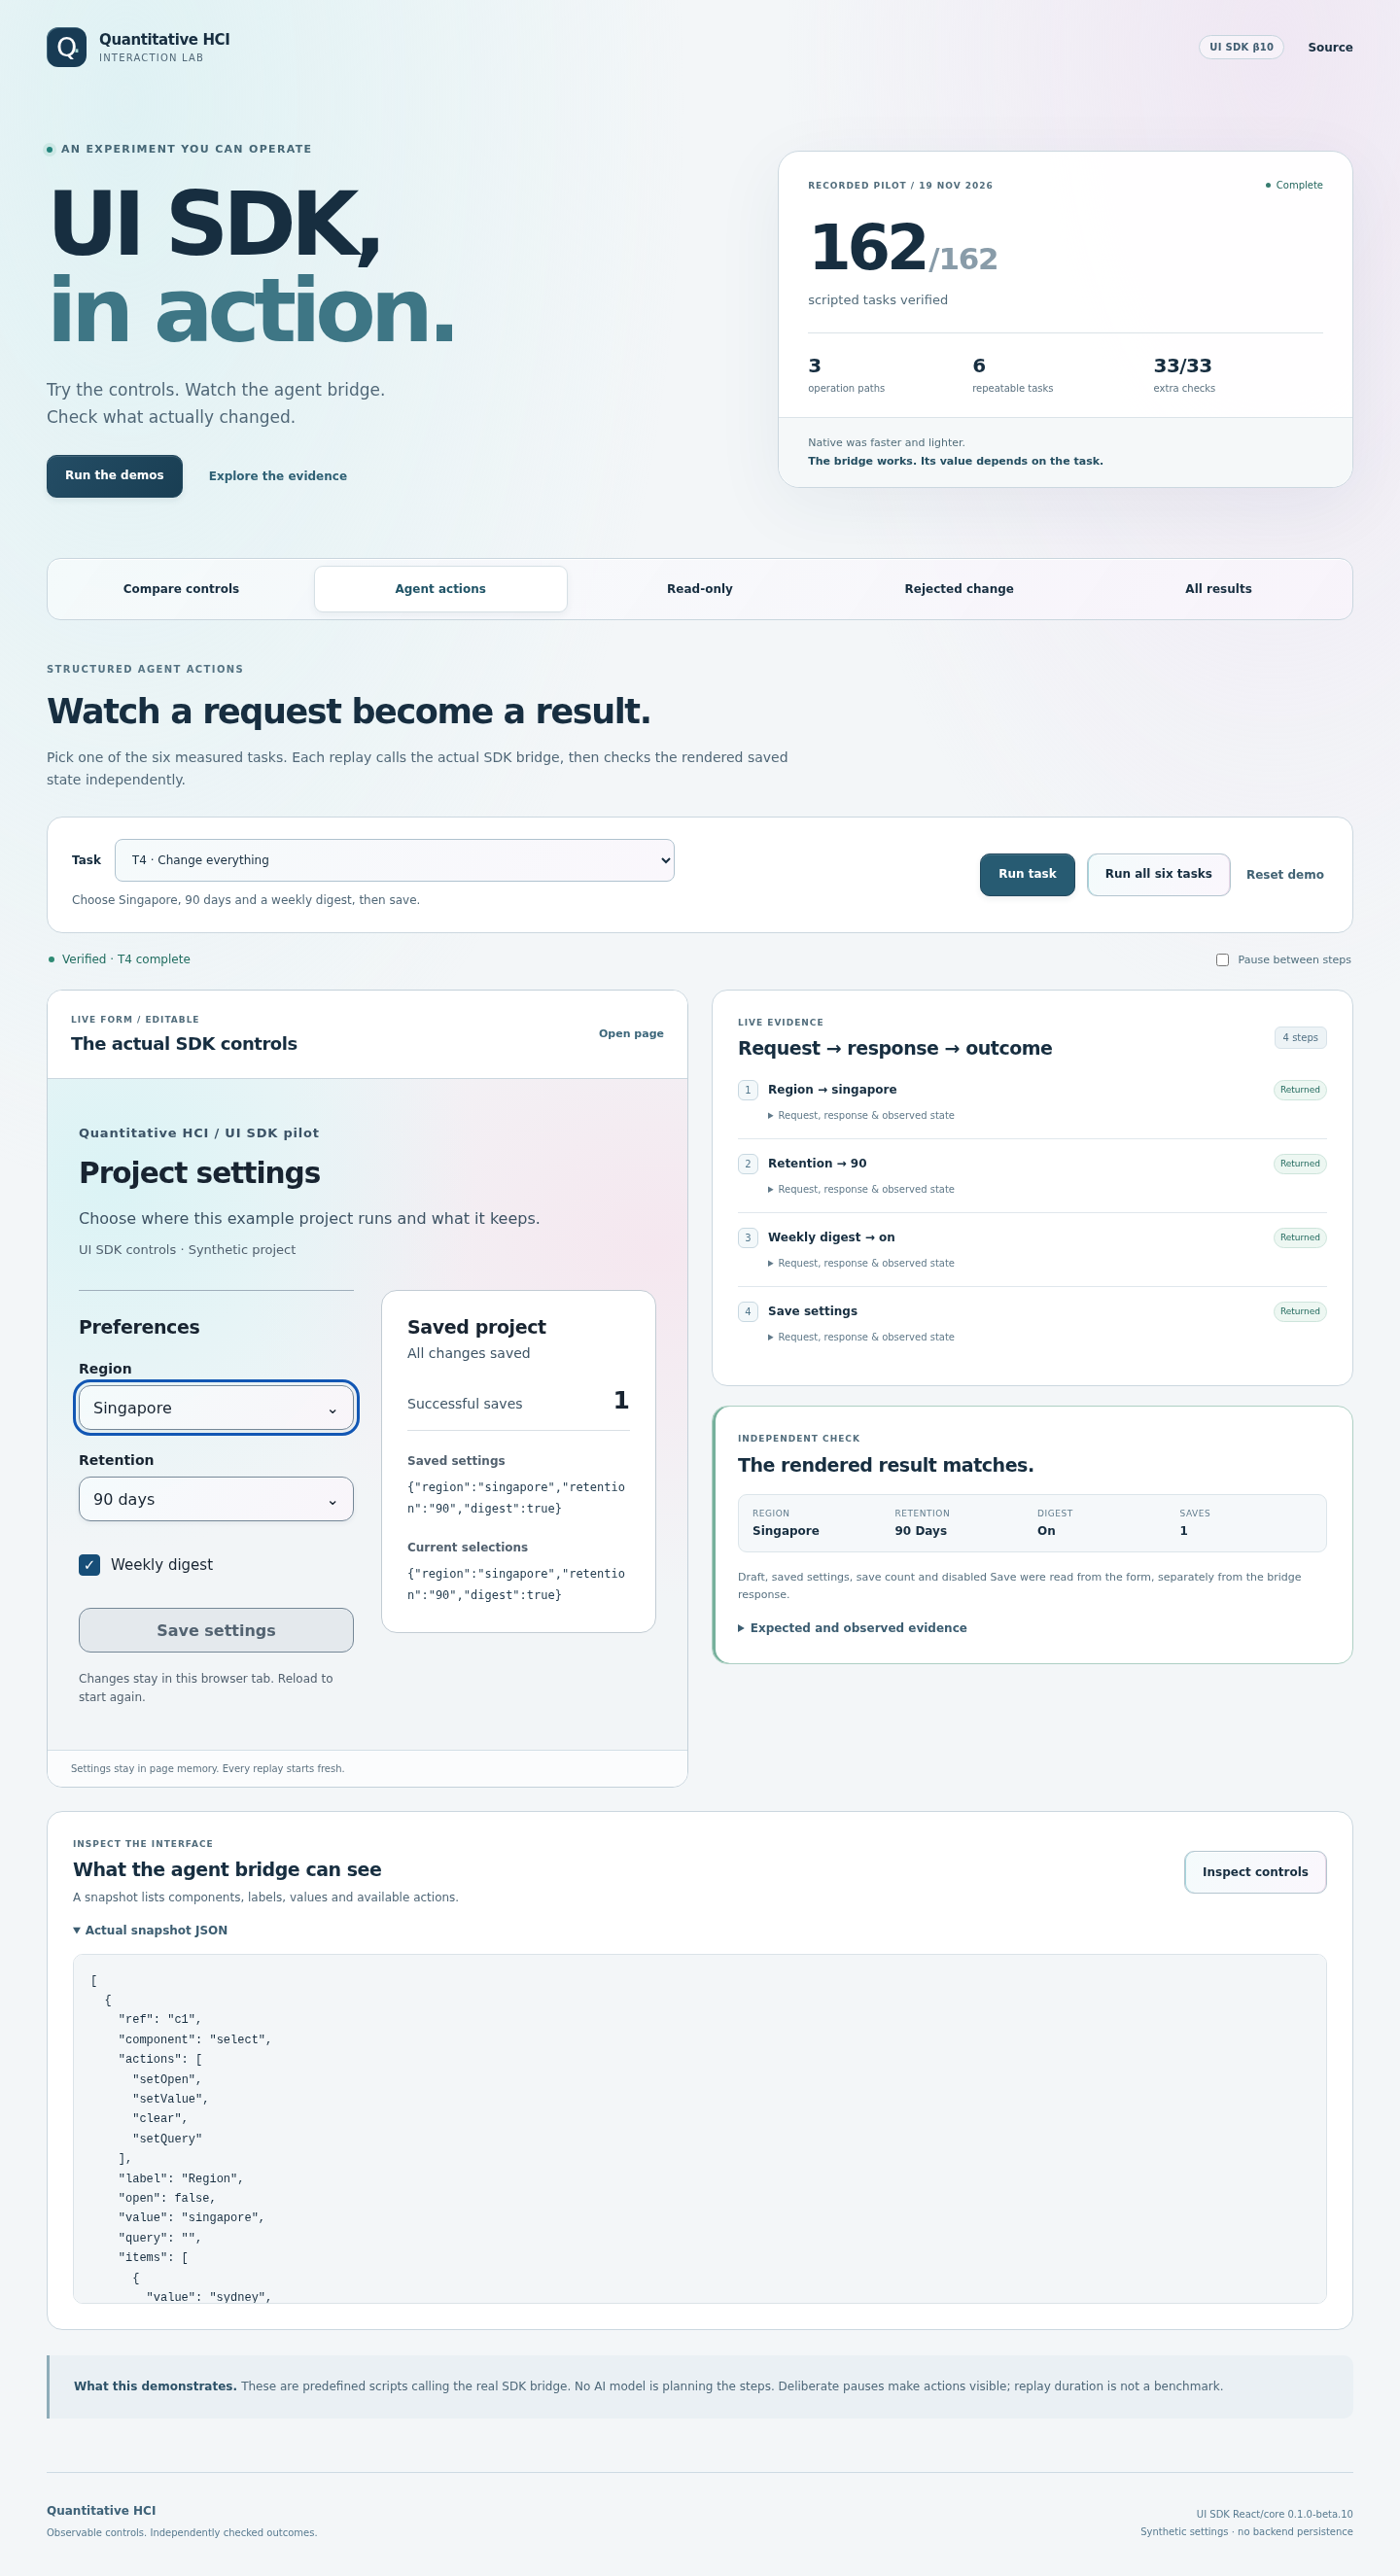 Q
Quantitative HCI
INTERACTION LAB
UI SDK β10
Source
AN EXPERIMENT YOU CAN OPERATE
UI SDK,
in action.
Try the controls. Watch the agent bridge.
Check what actually changed.
Run the demos
Explore the evidence
RECORDED PILOT / 19 NOV 2026
Complete
162/162
scripted tasks verified
3
operation paths
6
repeatable tasks
33/33
extra checks
Native was faster and lighter.
The bridge works. Its value depends on the task.
Compare controls
Agent actions
Read-only
Rejected change
All results
STRUCTURED AGENT ACTIONS
Watch a request become a result.
Pick one of the six measured tasks. Each replay calls the actual SDK bridge, then checks the rendered saved
state independently.
Task
T4 · Change everything
Choose Singapore, 90 days and a weekly digest, then save.
Run task
Run all six tasks
Reset demo
Verified · T4 complete
Pause between steps
LIVE FORM / EDITABLE
The actual SDK controls
Open page
Quantitative HCI / UI SDK pilot
Project settings
Choose where this example project runs and what it keeps.
UI SDK controls · Synthetic project
Preferences
Region
Singapore
Retention
90 days
Weekly digest
Save settings
Changes stay in this browser tab. Reload to
start again.
Saved project
All changes saved
Successful saves 1
Saved settings
{"region":"singapore","retentio
n":"90","digest":true}
Current selections
{"region":"singapore","retentio
n":"90","digest":true}
Settings stay in page memory. Every replay starts fresh.
LIVE EVIDENCE
Request → response → outcome
4 steps
1 Region → singapore Returned
Request, response & observed state
2 Retention → 90 Returned
Request, response & observed state
3 Weekly digest → on Returned
Request, response & observed state
4 Save settings Returned
Request, response & observed state
INDEPENDENT CHECK
The rendered result matches.
REGION
Singapore
RETENTION
90 Days
DIGEST
On
SAVES
1
Draft, saved settings, save count and disabled Save were read from the form, separately from the bridge
response.
Expected and observed evidence
INSPECT THE INTERFACE
What the agent bridge can see
A snapshot lists components, labels, values and available actions.
Inspect controls
Actual snapshot JSON
[
{
"ref": "c1",
"component": "select",
"actions": [
"setOpen",
"setValue",
"clear",
"setQuery"
],
"label": "Region",
"open": false,
"value": "singapore",
"query": "",
"items": [
{
"value": "sydney",
What this demonstrates. These are predefined scripts calling the real SDK bridge. No AI model is planning the steps. Deliberate pauses make actions visible; replay duration is not a benchmark.
Quantitative HCI
Observable controls. Independently checked outcomes.
UI SDK React/core 0.1.0-beta.10
Synthetic settings · no backend persistence